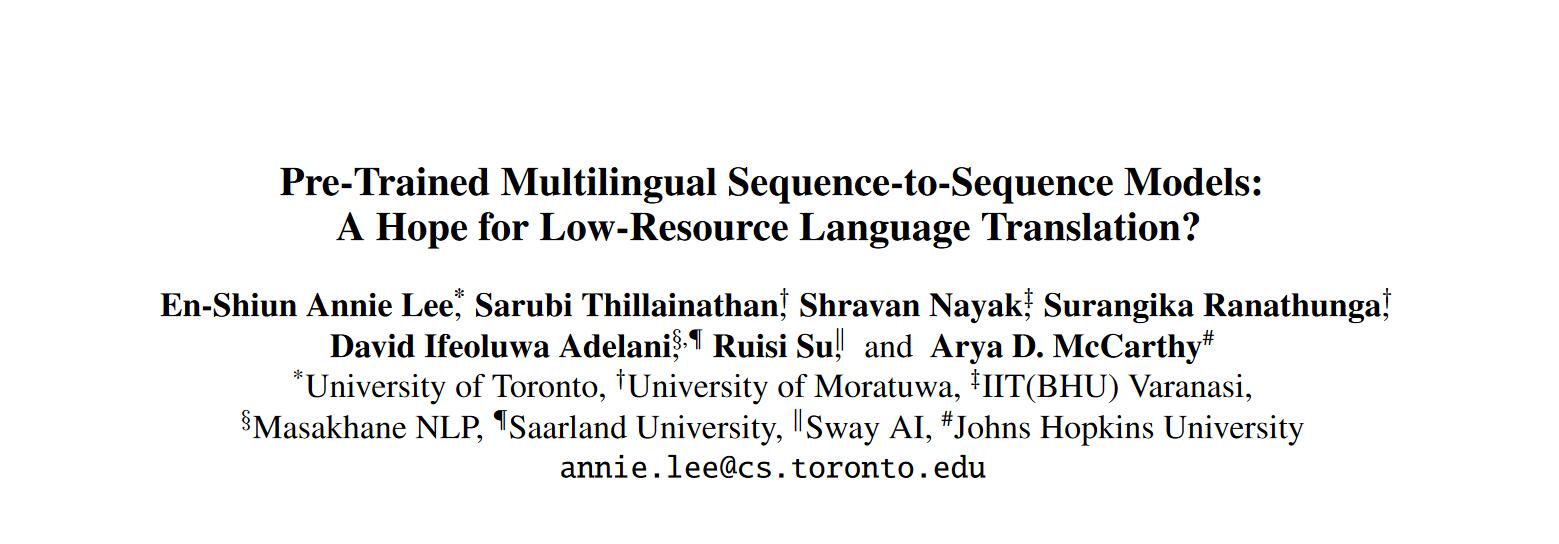 Pre-Trained Multilingual Sequence-to-Sequence Models:
A Hope for Low-Resource Language Translation?
En-Shiun Annie Lee,* Sarubi Thillainathan,† Shravan Nayak,‡ Surangika Ranathunga,†
David Ifeoluwa Adelani,§,¶ Ruisi Su,∥ and Arya D. McCarthy#
*University of Toronto, †University of Moratuwa, ‡IIT(BHU) Varanasi,
§Masakhane NLP, ¶Saarland University, ∥Sway AI, #Johns Hopkins University
annie.lee@cs.toronto.edu